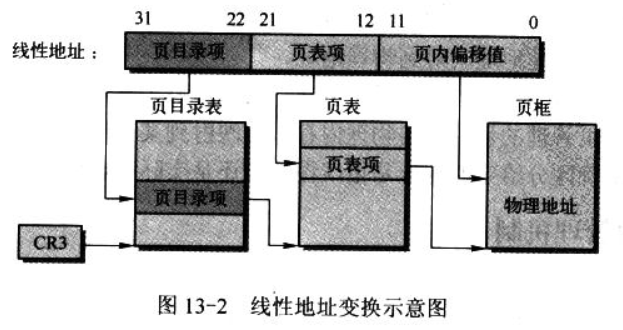 31 22 21 12 11 0
线性地址： 页目录项 页表项 页内偏移值
页目录表 页表 页框
页表项
页目录项 物理地址
CR3
图 13-2 线性地址变换示意图